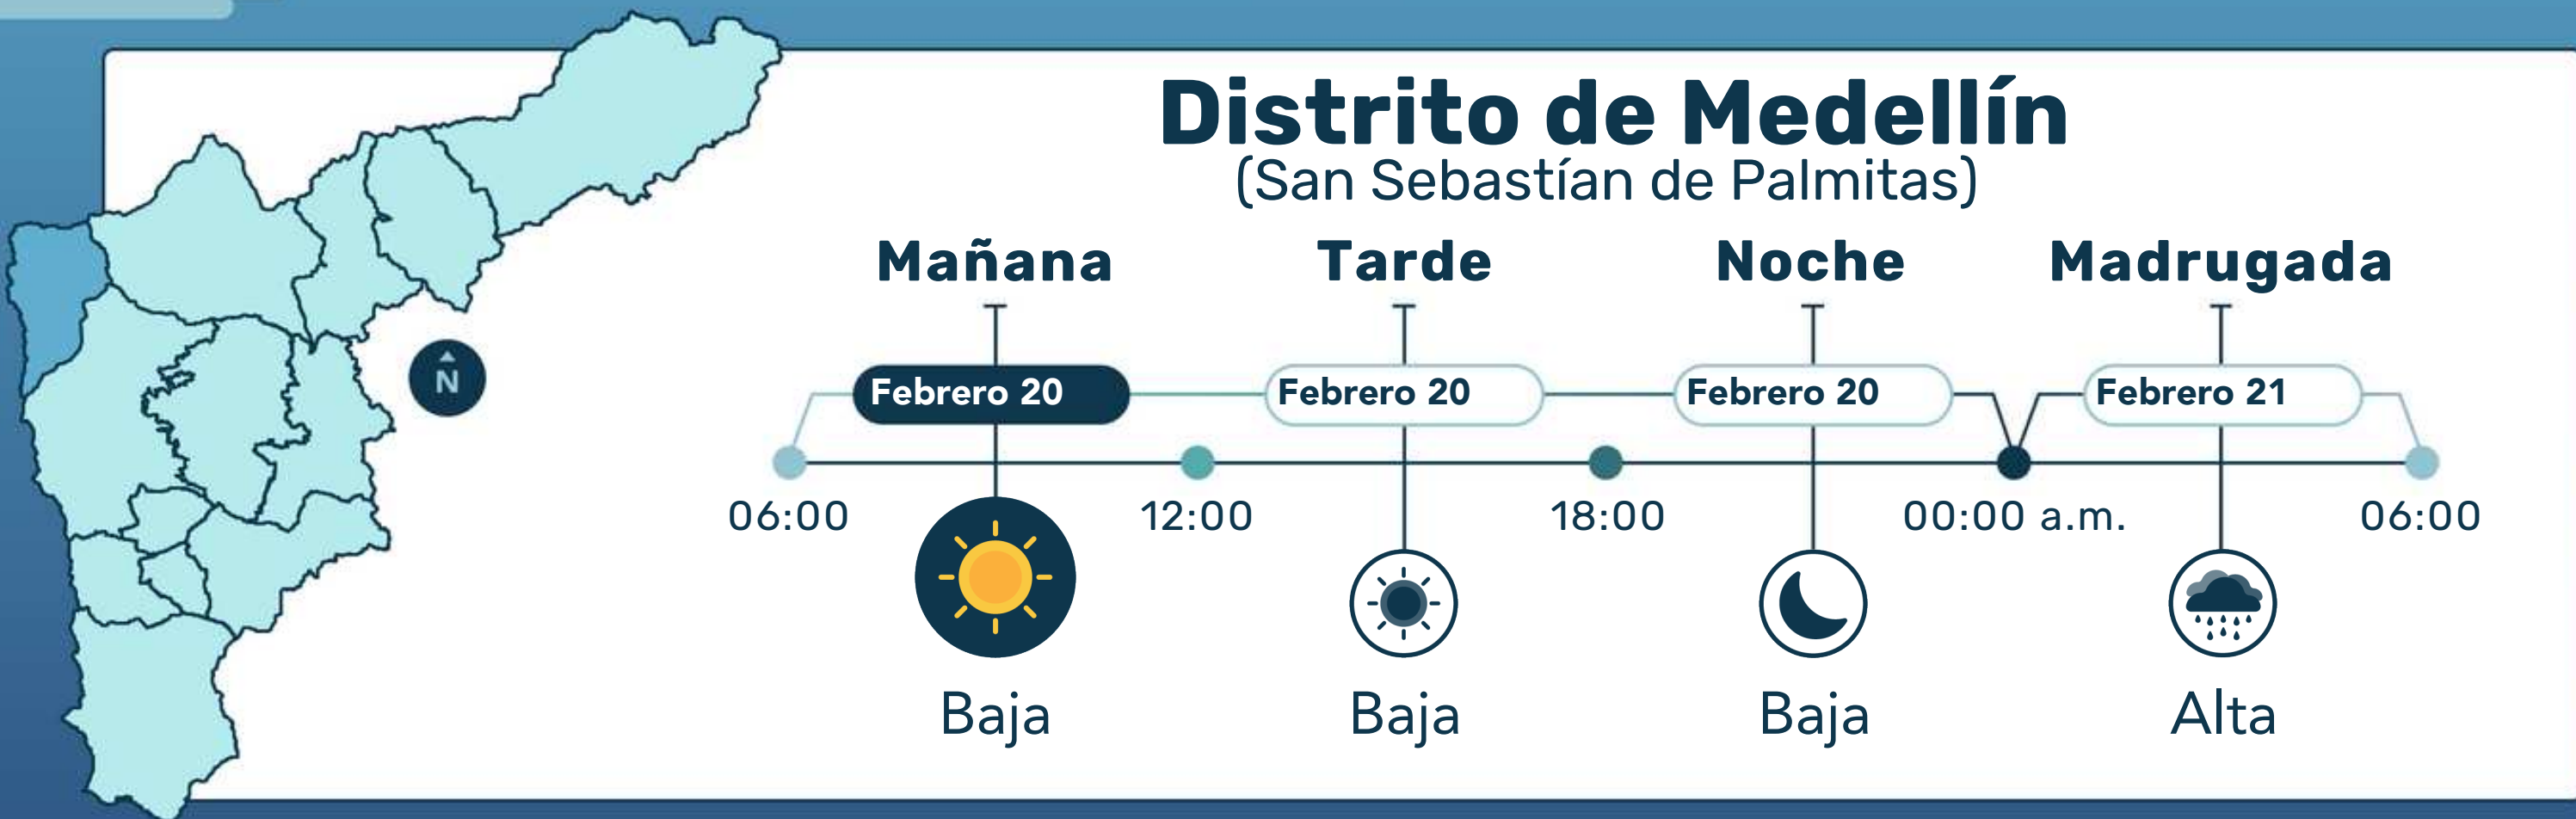 Distrito de Medellín
(San Sebastían de Palmitas)
Mañana Tarde Noche Madrugada
Febrero 20 Febrero 20 Febrero 20 Febrero 21
N
06:00 12:00 18:00 00:00 a.m. 06:00
Baja Baja Baja Alta